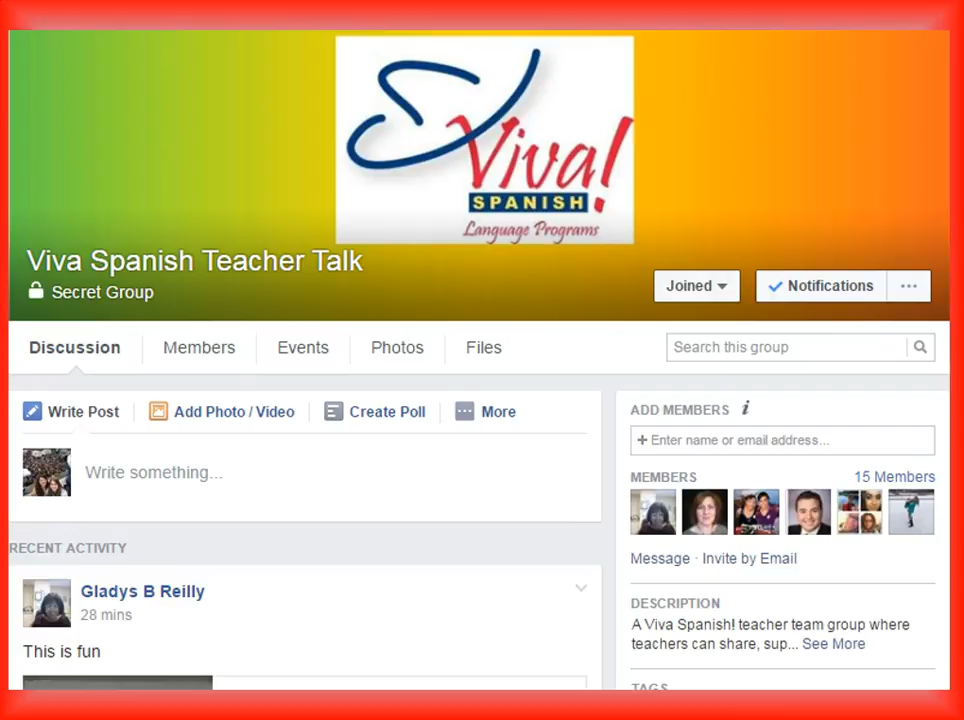 Viva!
SPANISH
Language Programs
Viva Spanish Teacher Talk
Secret Group
Joined
Notifications
Discussion
Members
Events
Photos
Files
Search this group
Write Post
Add Photo / Video
Create Poll
More
Write something...
RECENT ACTIVITY
Gladys B Reilly
28 mins
This is fun
ADD MEMBERS i
+ Enter name or email address...
MEMBERS
15 Members
Message · Invite by Email
DESCRIPTION
A Viva Spanish! teacher team group where
teachers can share, sup... See More
TAGS